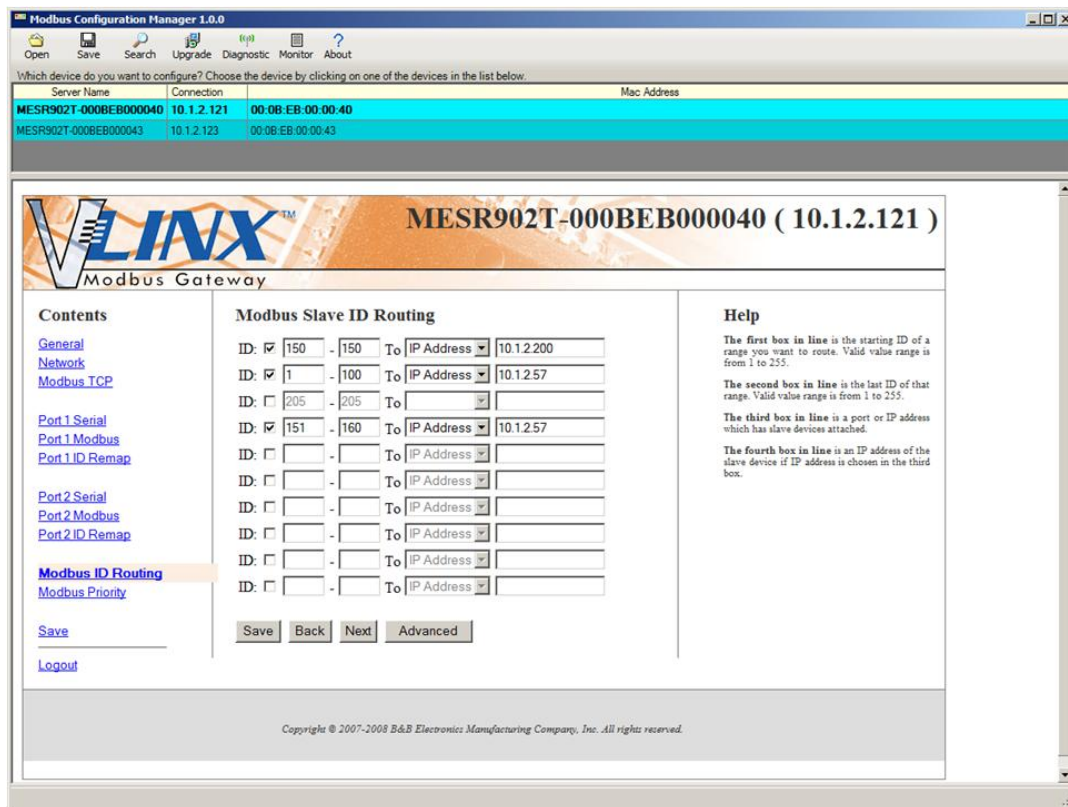 Modbus Configuration Manager 1.0.0
Open Save Search Upgrade Diagnostic Monitor About
Which device do you want to configure? Choose the device by clicking on one of the devices in the list below.
Server Name Connection Mac Address
MESR902T-000BEB000040 10.1.2.121 00:0B:EB:00:00:40
MESR902T-000BEB000043 10.1.2.123 00:0B:EB:00:00:43
VLINX™
Modbus Gateway
MESR902T-000BEB000040 ( 10.1.2.121 )
Contents
General
Network
Modbus TCP
Port 1 Serial
Port 1 Modbus
Port 1 ID Remap
Port 2 Serial
Port 2 Modbus
Port 2 ID Remap
Modbus ID Routing
Modbus Priority
Save
Logout
Modbus Slave ID Routing
ID: 150 - 150 To IP Address 10.1.2.200
ID: 1 - 100 To IP Address 10.1.2.57
ID: 205 - 205 To
ID: 151 - 160 To IP Address 10.1.2.57
ID: - To IP Address
ID: - To IP Address
ID: - To IP Address
ID: - To IP Address
ID: - To IP Address
ID: - To IP Address
Save Back Next Advanced
Help
The first box in line is the starting ID of a
range you want to route. Valid value range is
from 1 to 255.
The second box in line is the last ID of that
range. Valid value range is from 1 to 255.
The third box in line is a port or IP address
which has slave devices attached.
The fourth box in line is an IP address of the
slave device if IP address is chosen in the third
box.
Copyright © 2007-2008 B&B Electronics Manufacturing Company, Inc. All rights reserved.